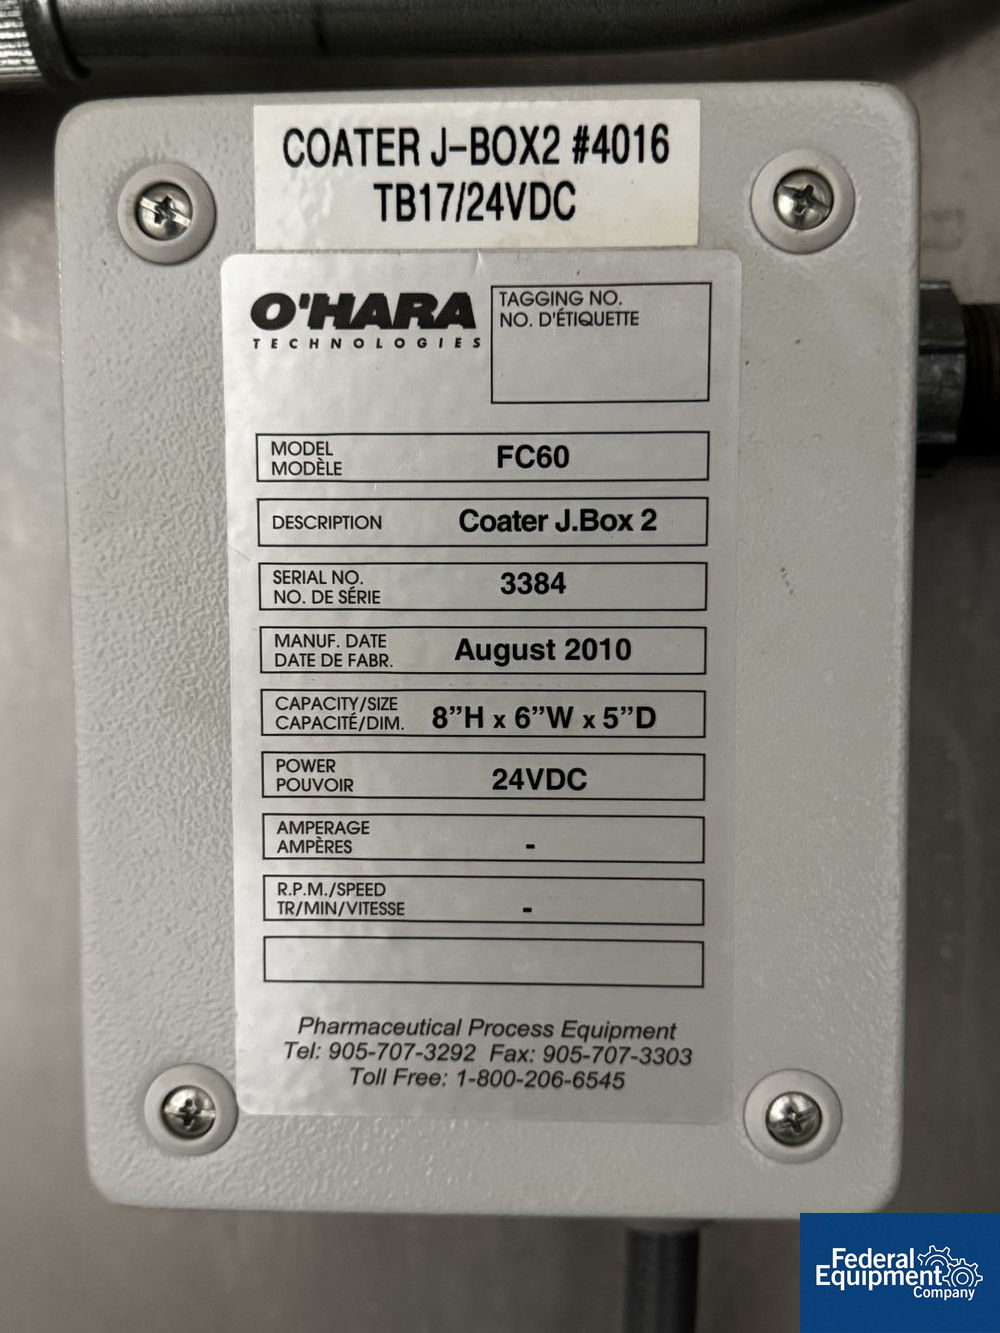 COATER J-BOX2 #4016
TB17/24VDC
O'HARA
TECHNOLOGIES
TAGGING NO.
NO. D'ÉTIQUETTE
MODEL
MODÈLE
FC60
DESCRIPTION
Coater J.Box 2
SERIAL NO.
NO. DE SÉRIE
3384
MANUF. DATE
DATE DE FABR.
August 2010
CAPACITY/SIZE
CAPACITÉ/DIM.
8”H x 6”W x 5”D
POWER
POUVOIR
24VDC
AMPERAGE
AMPÈRES
-
R.P.M./SPEED
TR/MIN/VITESSE
-
Pharmaceutical Process Equipment
Tel: 905-707-3292 Fax: 905-707-3303
Toll Free: 1-800-206-6545
Federal
Equipment
Company